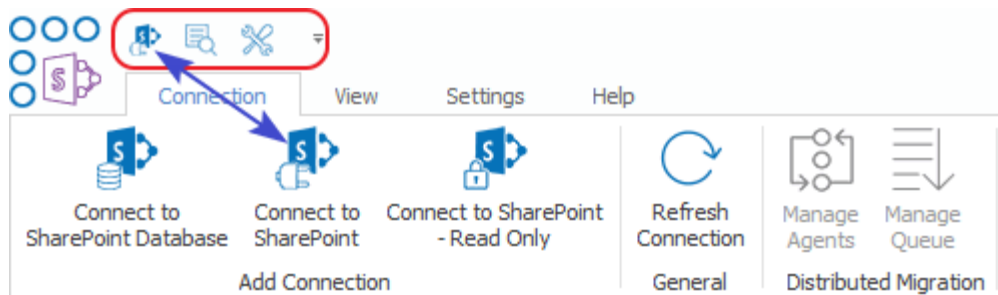 Connection View Settings Help
Connect to SharePoint Database
Connect to SharePoint
Connect to SharePoint - Read Only
Refresh Connection
Manage Agents
Manage Queue
Add Connection General Distributed Migration